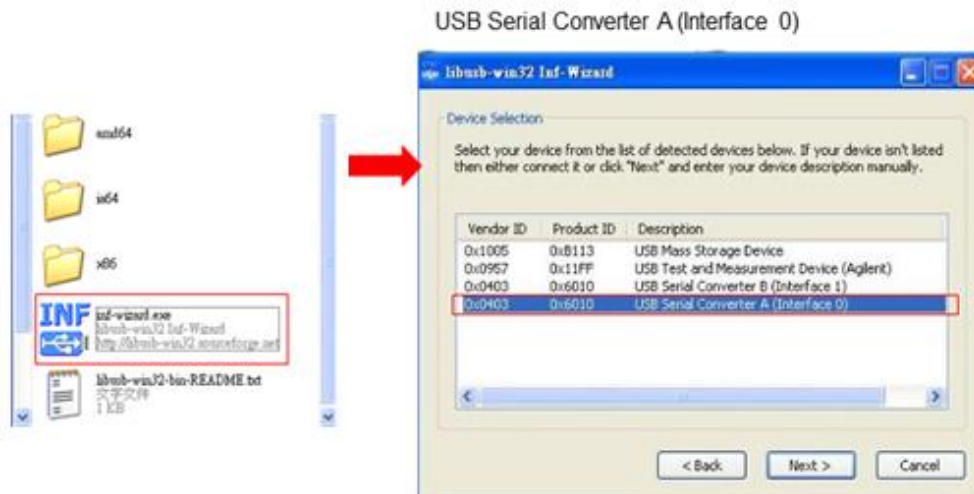 USB Serial Converter A (Interface 0)
amd64
ia64
x86
INF
inf-wizard.exe
libusb-win32 Inf-Wizard
http://libusb-win32.sourceforge.net
libusb-win32-bin-README.txt
文字文件
1 KB
libusb-win32 Inf-Wizard
Device Selection
Select your device from the list of detected devices below. If your device isn't listed
then either connect it or click "Next" and enter your device description manually.
Vendor ID Product ID Description
0x1005 0xB113 USB Mass Storage Device
0x0957 0x11FF USB Test and Measurement Device (Agilent)
0x0403 0x6010 USB Serial Converter B (Interface 1)
0x0403 0x6010 USB Serial Converter A (Interface 0)
< Back Next > Cancel